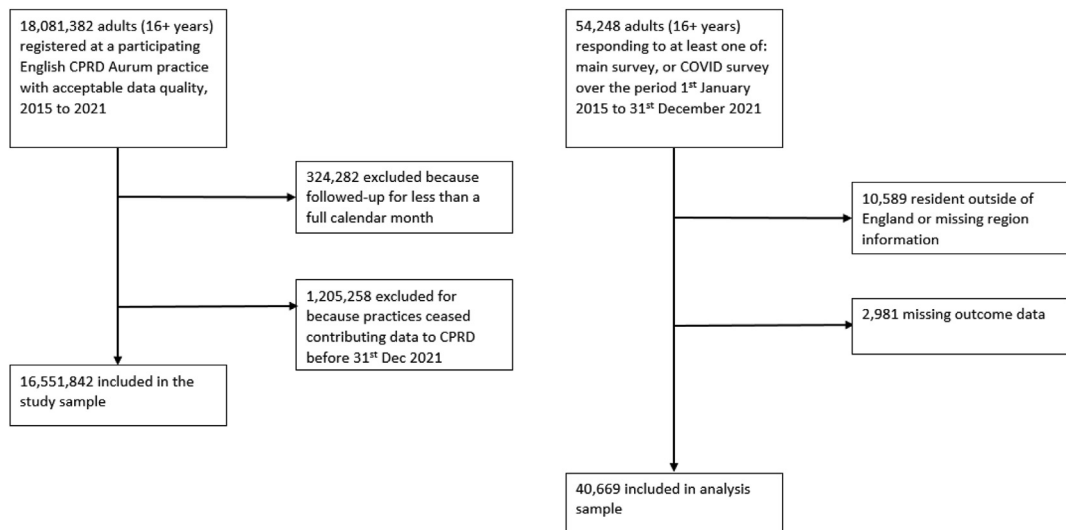 18,081,382 adults (16+ years)
registered at a participating
English CPRD Aurum practice
with acceptable data quality,
2015 to 2021
324,282 excluded because
followed-up for less than a
full calendar month
1,205,258 excluded for
because practices ceased
contributing data to CPRD
before 31st Dec 2021
16,551,842 included in the
study sample
54,248 adults (16+ years)
responding to at least one of:
main survey, or COVID survey
over the period 1st January
2015 to 31st December 2021
10,589 resident outside of
England or missing region
information
2,981 missing outcome data
40,669 included in analysis
sample